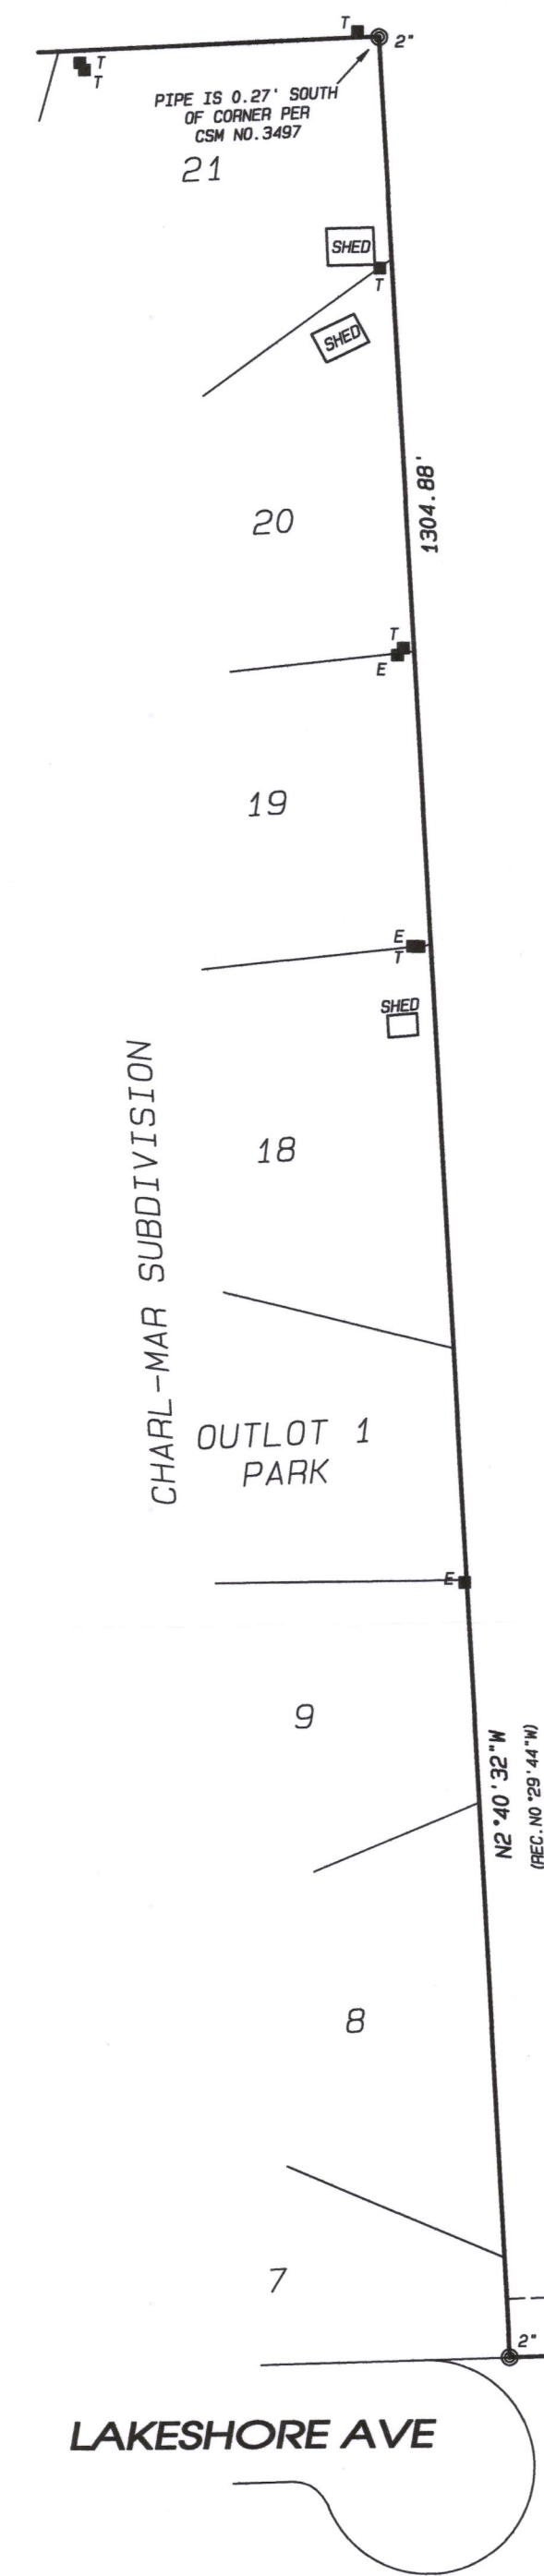 T
2"
T
T
PIPE IS 0.27' SOUTH
OF CORNER PER
CSM NO.3497
21
SHED
T
SHED
1304.88'
20
T
E
19
E
T
SHED
CHARL-MAR SUBDIVISION
18
OUTLOT 1
PARK
E
9
N2°40'32"W
(REC.N0°29'44"W)
8
7
2"
LAKESHORE AVE